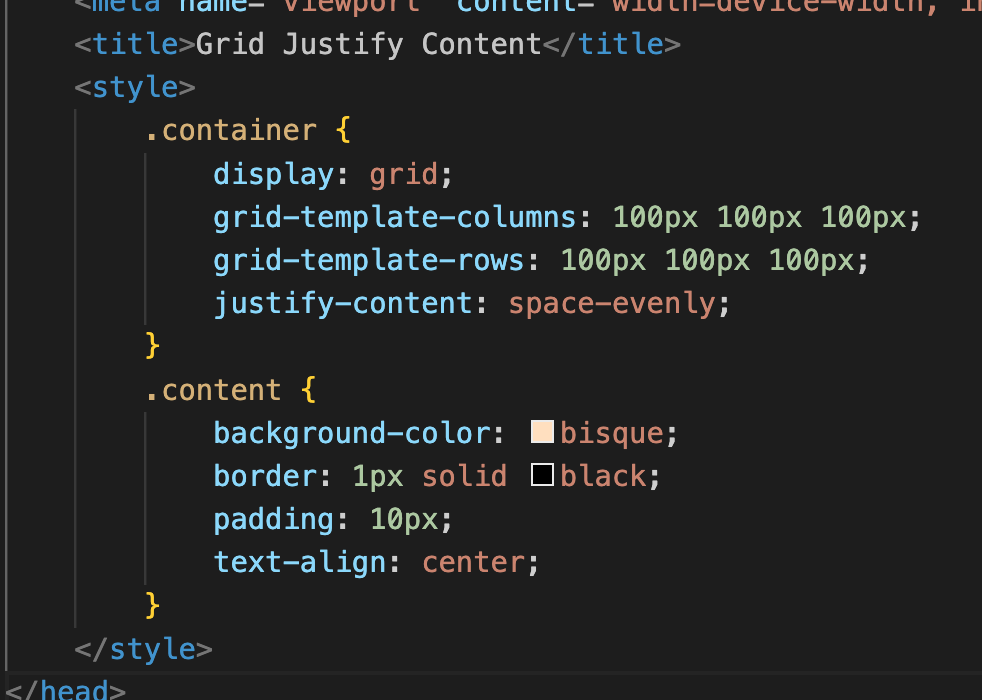 <meta name="viewport" content="width=device-width, in
<title>Grid Justify Content</title>
<style>
.container {
display: grid;
grid-template-columns: 100px 100px 100px;
grid-template-rows: 100px 100px 100px;
justify-content: space-evenly;
}
.content {
background-color: bisque;
border: 1px solid black;
padding: 10px;
text-align: center;
}
</style>
</head>